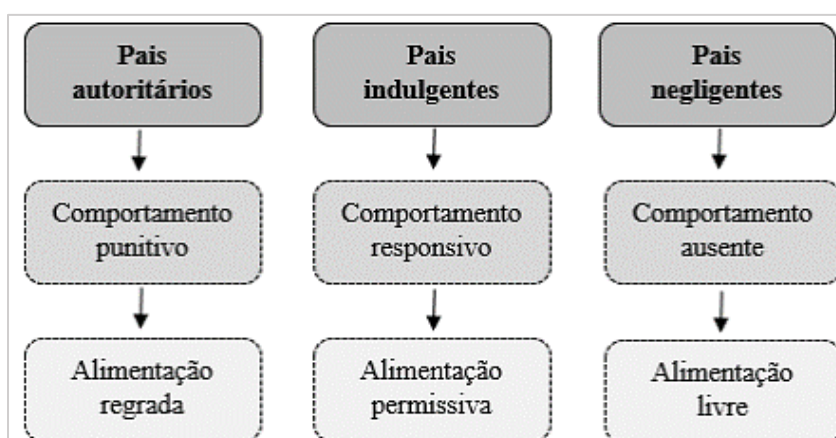 Pais
autoritários
Pais
indulgentes
Pais
negligentes
Comportamento
punitivo
Comportamento
responsivo
Comportamento
ausente
Alimentação
regrada
Alimentação
permissiva
Alimentação
livre